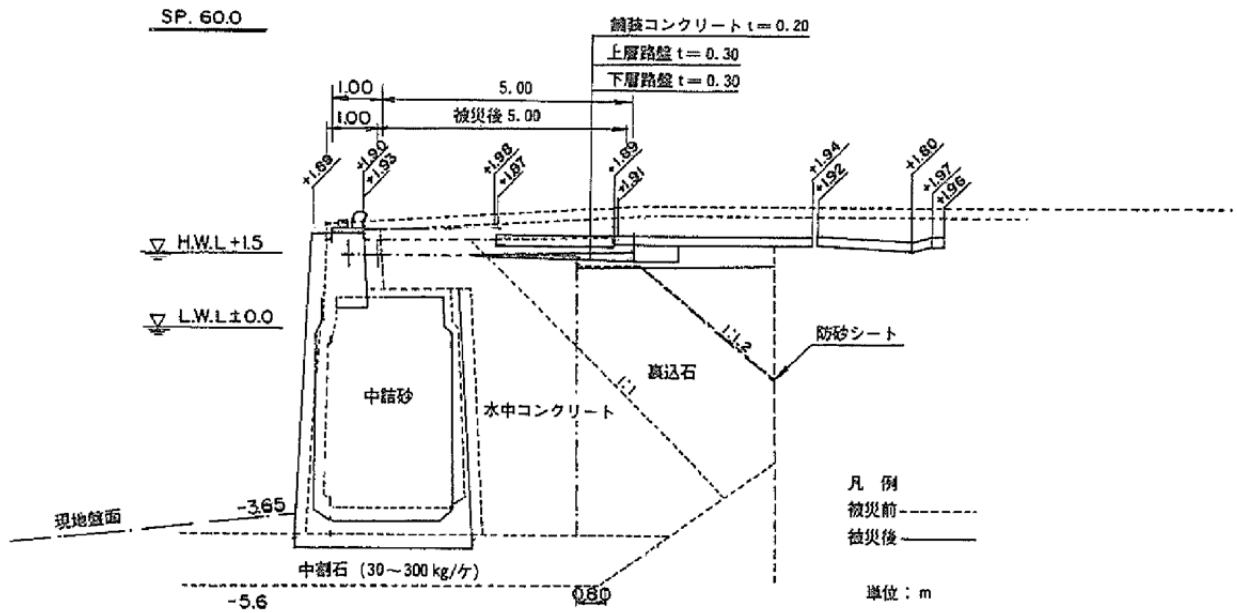 SP. 60.0
舗装コンクリート t = 0.20
上層路盤 t = 0.30
下層路盤 t = 0.30
1.00
5.00
1.00
被災後 5.00
+1.89
+1.90
+1.93
+1.98
+1.87
+1.89
+1.91
+1.94
+1.92
+1.80
+1.97
+1.96
H.W.L +1.5
L.W.L ±0.0
1:1.2
防砂シート
裏込石
1:1
中詰砂
水中コンクリート
-3.65
現地盤面
凡 例
被災前
被災後
中割石 (30～300 kg/ケ)
-5.6
0.80
単位：m